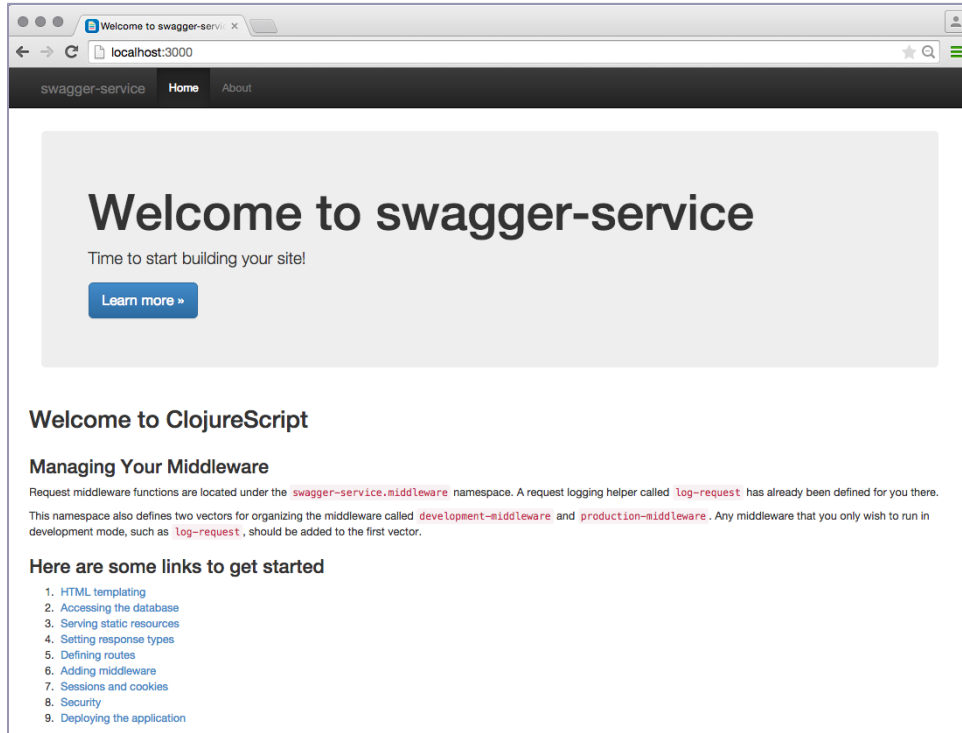 Welcome to swagger-servic
localhost:3000
swagger-service Home About
Welcome to swagger-service
Time to start building your site!
Learn more »
Welcome to ClojureScript
Managing Your Middleware
Request middleware functions are located under the swagger-service.middleware namespace. A request logging helper called log-request has already been defined for you there.
This namespace also defines two vectors for organizing the middleware called development-middleware and production-middleware. Any middleware that you only wish to run in
development mode, such as log-request, should be added to the first vector.
Here are some links to get started
1. HTML templating
2. Accessing the database
3. Serving static resources
4. Setting response types
5. Defining routes
6. Adding middleware
7. Sessions and cookies
8. Security
9. Deploying the application